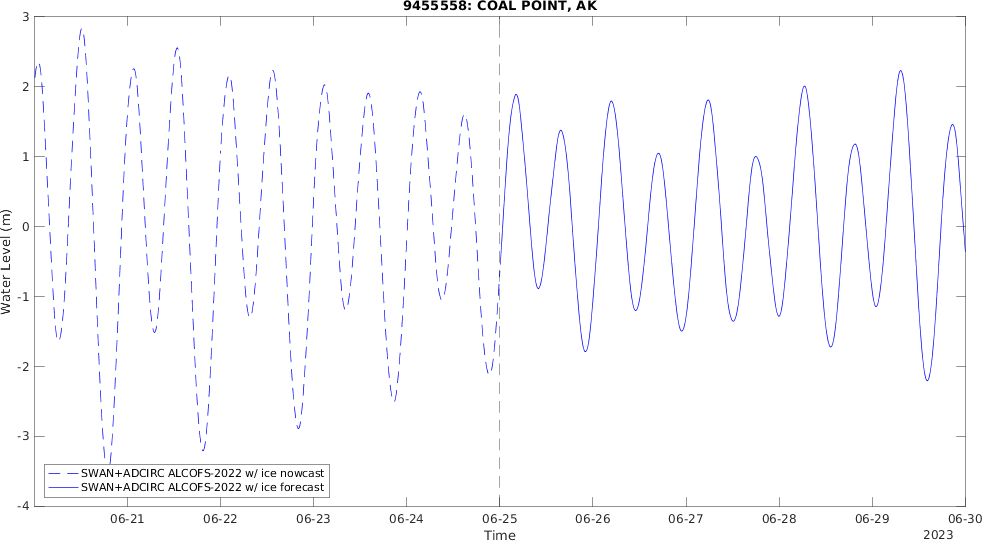 9455558: COAL POINT, AK
3
2
1
0
-1
-2
-3
-4
Water Level (m)
SWAN+ADCIRC ALCOFS-2022 w/ ice nowcast
SWAN+ADCIRC ALCOFS-2022 w/ ice forecast
06-21 06-22 06-23 06-24 06-25 06-26 06-27 06-28 06-29 06-30
Time
2023